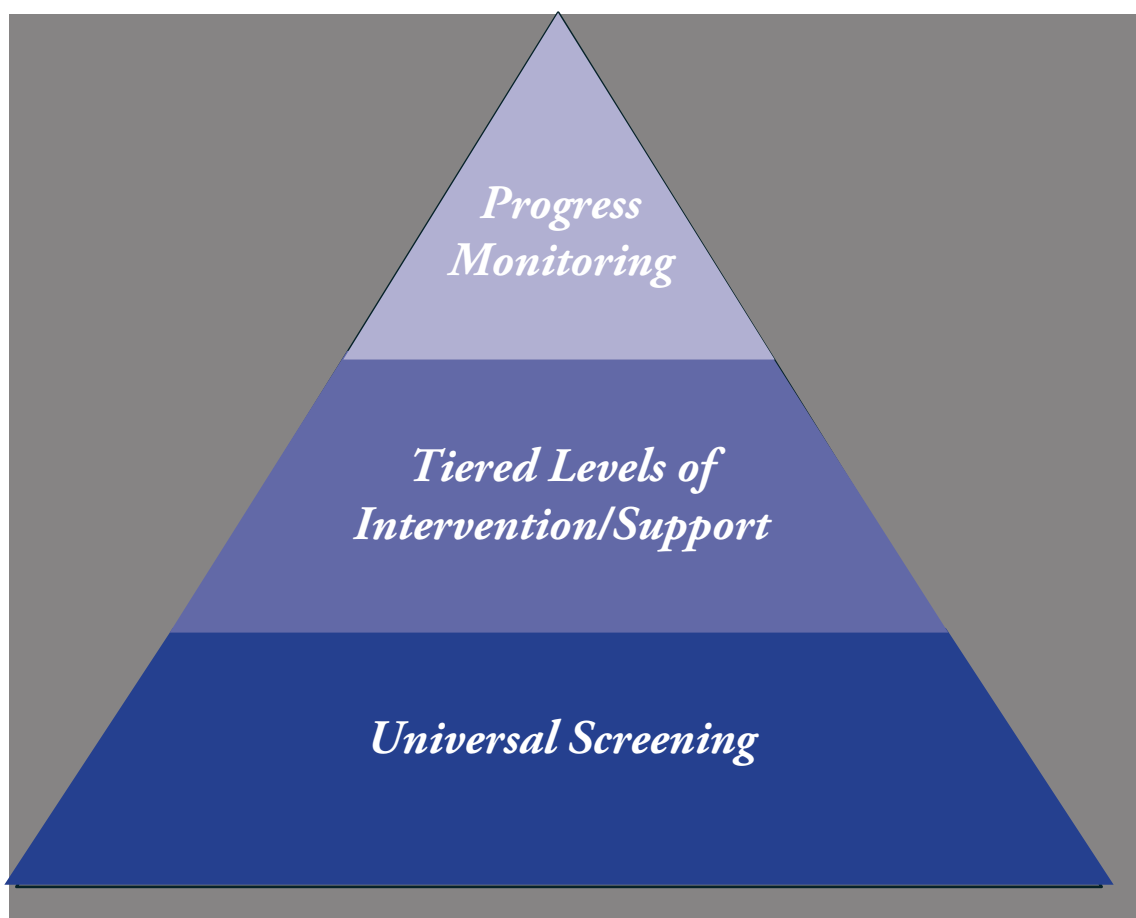 Progress
Monitoring
Tiered Levels of
Intervention/Support
Universal Screening